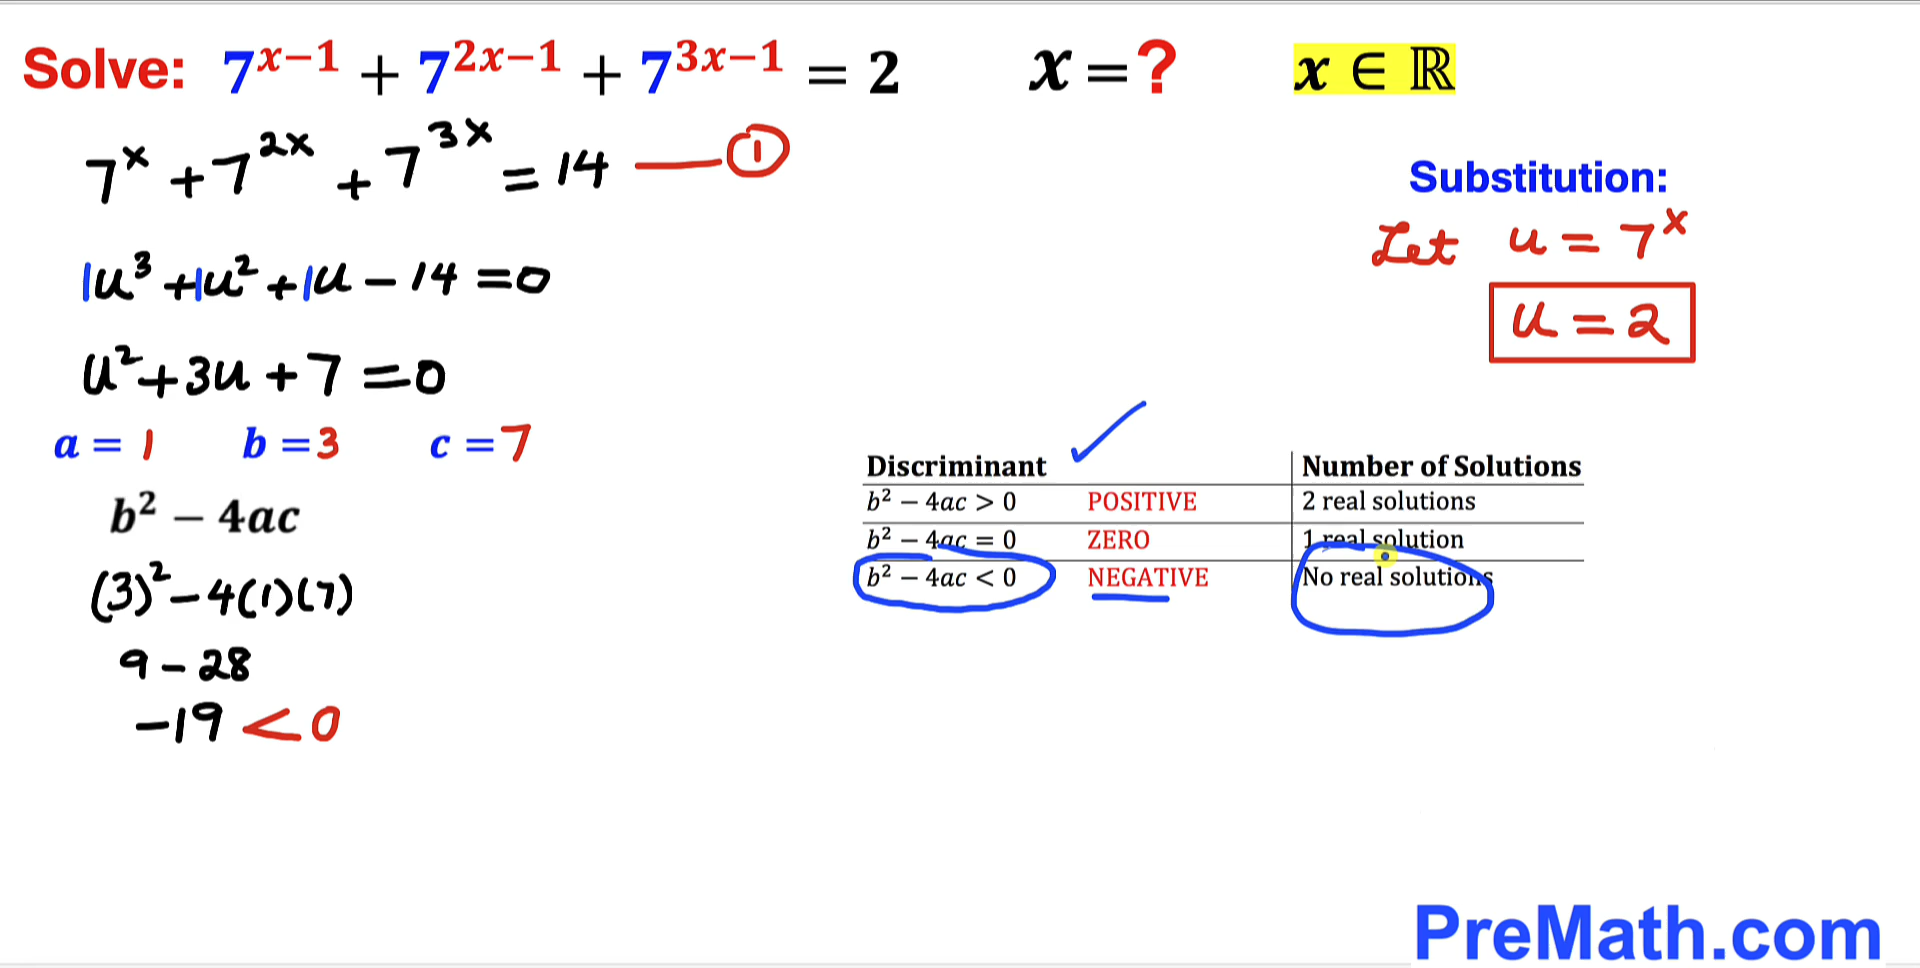 Solve: 7^{x−1} + 7^{2x−1} + 7^{3x−1} = 2 x =? x ∈ ℝ
7^x + 7^{2x} + 7^{3x} = 14 — ①
Substitution:
Let u = 7^x
1u³ + 1u² + 1u − 14 = 0
u = 2
u² + 3u + 7 = 0
a = 1 b = 3 c = 7
b² − 4ac
(3)² − 4(1)(7)
9 − 28
−19 < 0
Discriminant Number of Solutions
b² − 4ac > 0 POSITIVE 2 real solutions
b² − 4ac = 0 ZERO 1 real solution
b² − 4ac < 0 NEGATIVE No real solutions
PreMath.com